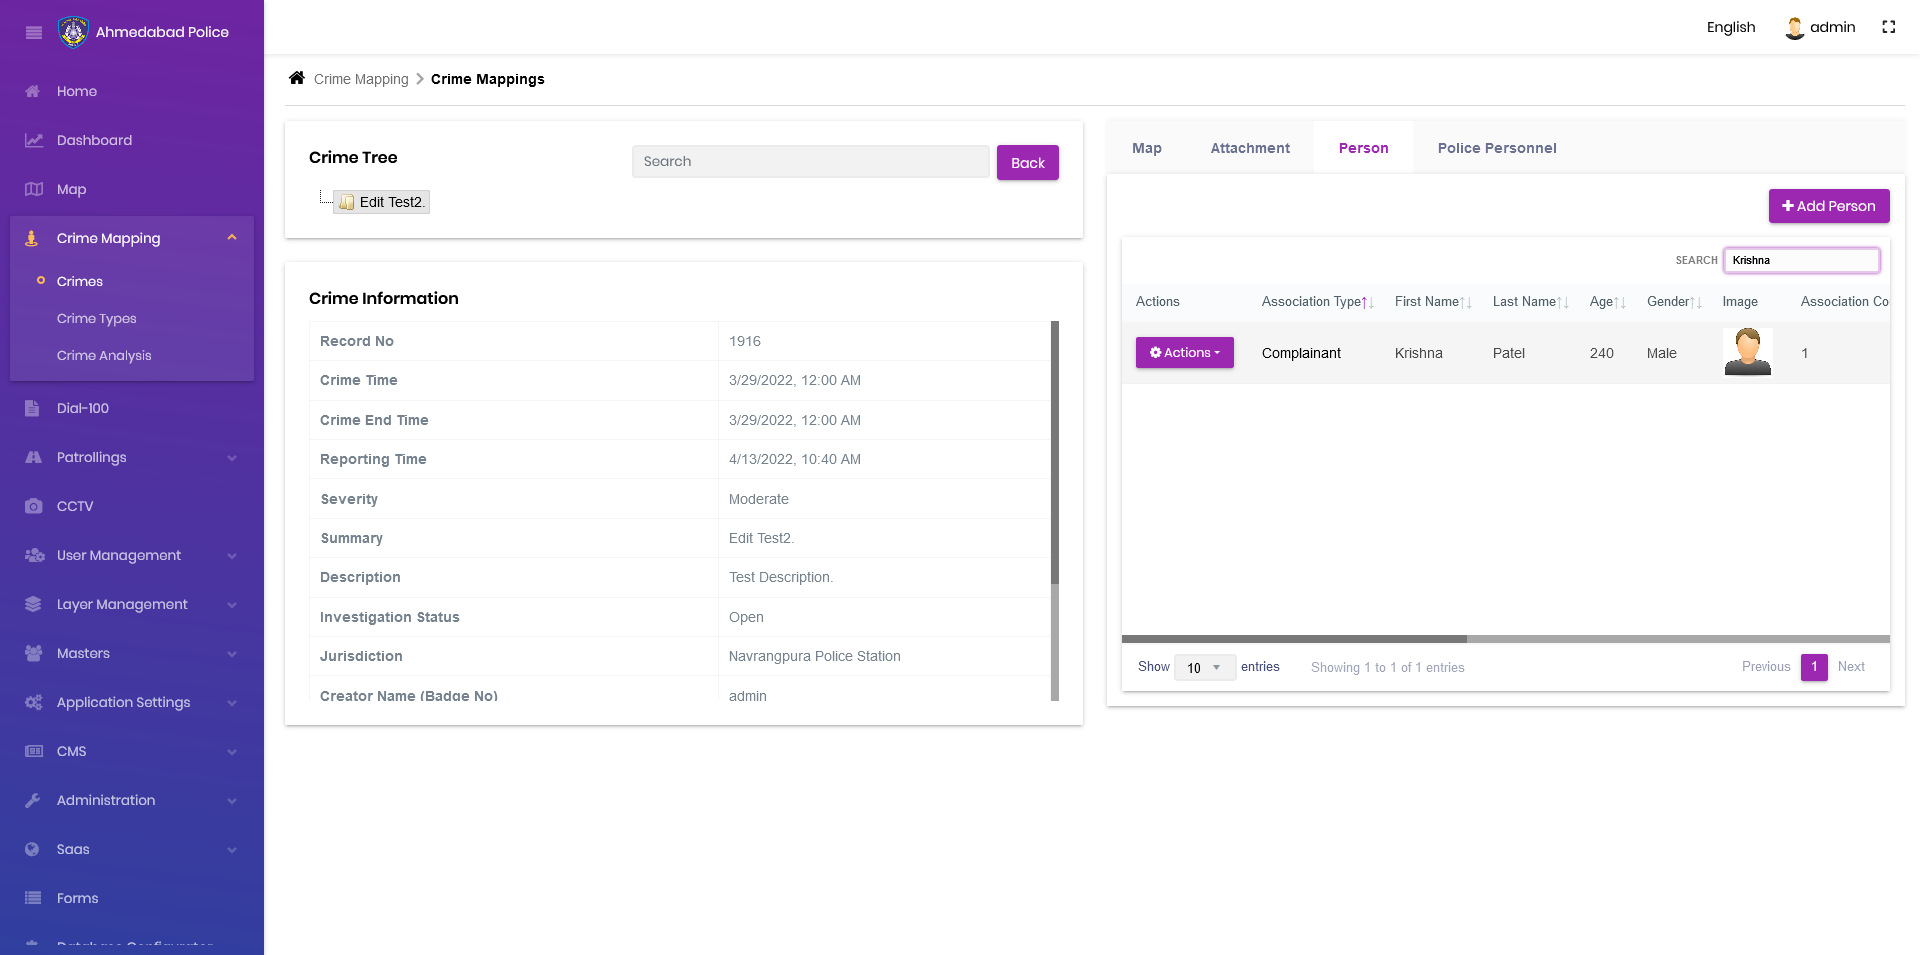 Ahmedabad Police
English
admin
Home
Dashboard
Map
Crime Mapping
Crimes
Crime Types
Crime Analysis
Dial-100
Patrollings
CCTV
User Management
Layer Management
Masters
Application Settings
CMS
Administration
Saas
Forms
Database Configurator
Crime Mapping
Crime Mappings
Crime Tree
Search
Back
Edit Test2.
Crime Information
Record No 1916
Crime Time 3/29/2022, 12:00 AM
Crime End Time 3/29/2022, 12:00 AM
Reporting Time 4/13/2022, 10:40 AM
Severity Moderate
Summary Edit Test2.
Description Test Description.
Investigation Status Open
Jurisdiction Navrangpura Police Station
Creator Name (Badge No) admin
Map Attachment Person Police Personnel
Add Person
SEARCH Krishna
Actions Association Type First Name Last Name Age Gender Image Association Co
Actions Complainant Krishna Patel 240 Male 1
Show 10 entries Showing 1 to 1 of 1 entries Previous 1 Next